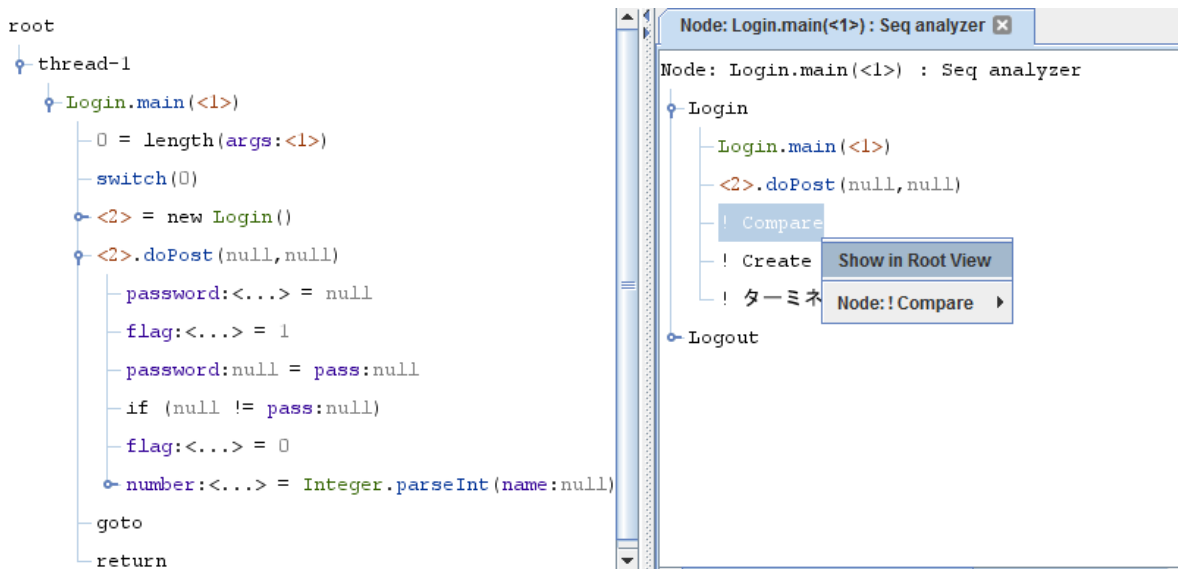 root
thread-1
Login.main(<1>)
0 = length(args:<1>)
switch(0)
<2> = new Login()
<2>.doPost(null,null)
password:<...> = null
flag:<...> = 1
password:null = pass:null
if (null != pass:null)
flag:<...> = 0
number:<...> = Integer.parseInt(name:null)
goto
return
Node: Login.main(<1>) : Seq analyzer
Node: Login.main(<1>) : Seq analyzer
Login
Login.main(<1>)
<2>.doPost(null,null)
! Compare
! Create
! ターミネ
Logout
Show in Root View
Node: ! Compare